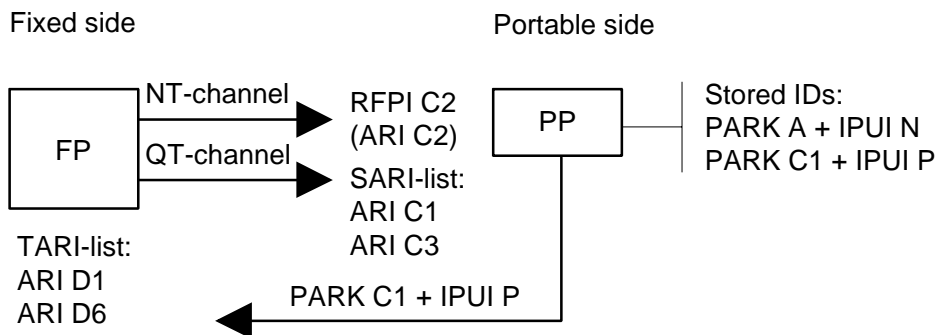 Fixed side
Portable side
NT-channel
FP
QT-channel
RFPI C2
(ARI C2)
SARI-list:
ARI C1
ARI C3
TARI-list:
ARI D1
ARI D6
PP
Stored IDs:
PARK A + IPUI N
PARK C1 + IPUI P
PARK C1 + IPUI P